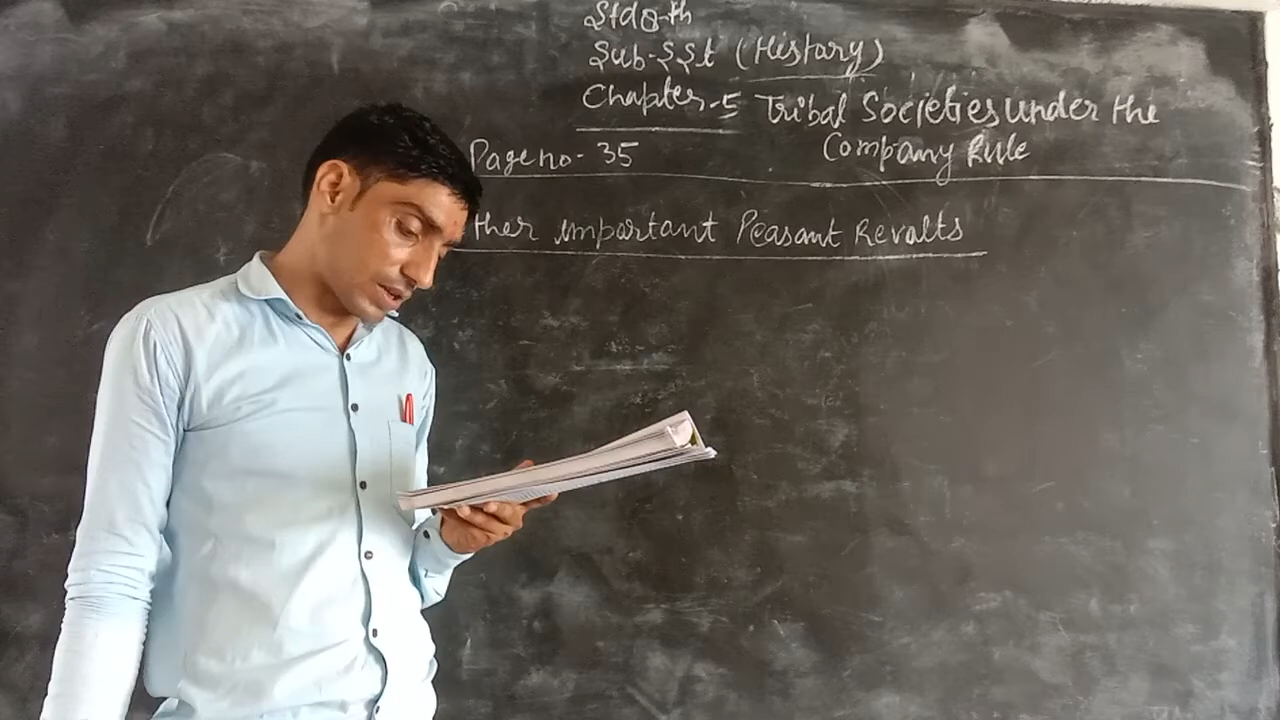 Std 8th
Sub-SSt (History)
Chapter-5 Tribal Societies under the
Company Rule
Page no- 35
ther important Peasant Revolts